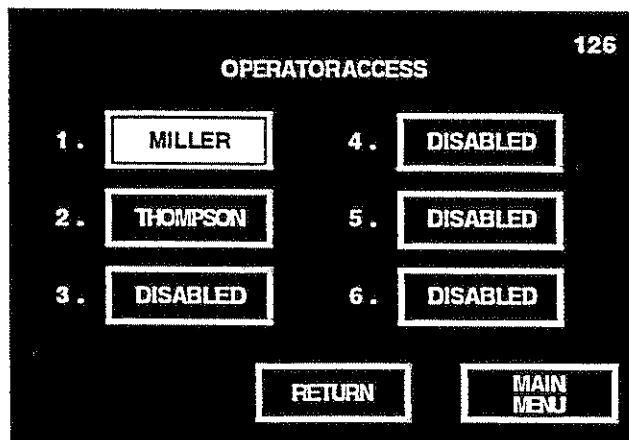 126
OPERATORACCESS
1. MILLER
4. DISABLED
2. THOMPSON
5. DISABLED
3. DISABLED
6. DISABLED
RETURN
MAIN
MENU